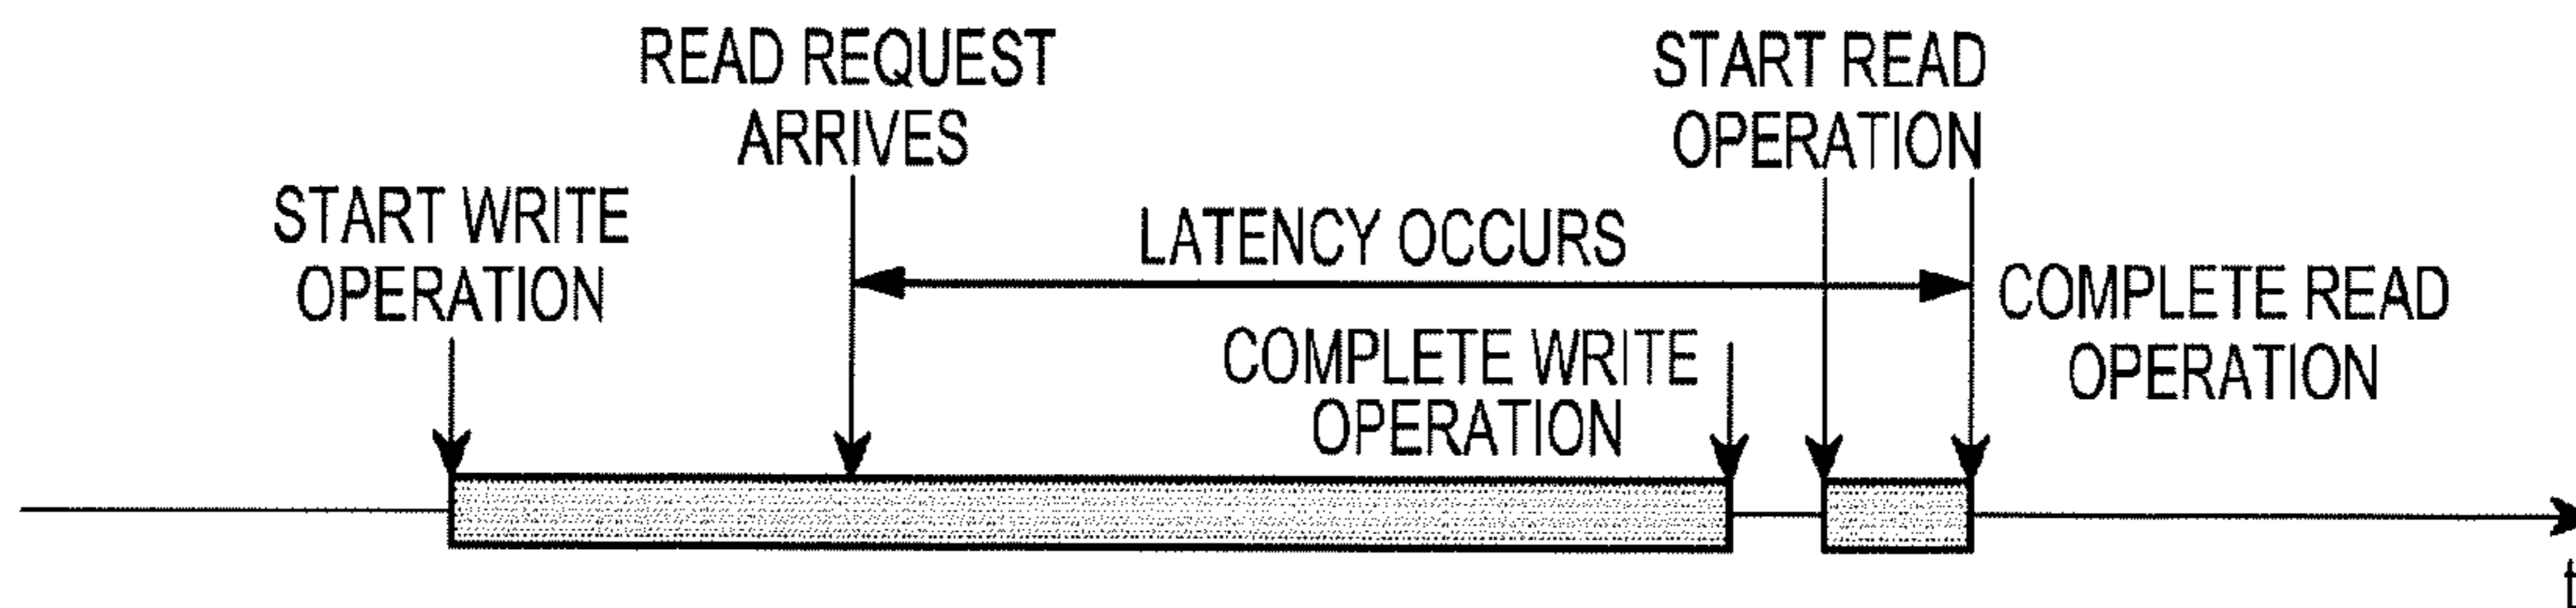 READ REQUEST
ARRIVES
START READ
OPERATION
START WRITE
OPERATION
LATENCY OCCURS
COMPLETE READ
OPERATION
COMPLETE WRITE
OPERATION
t